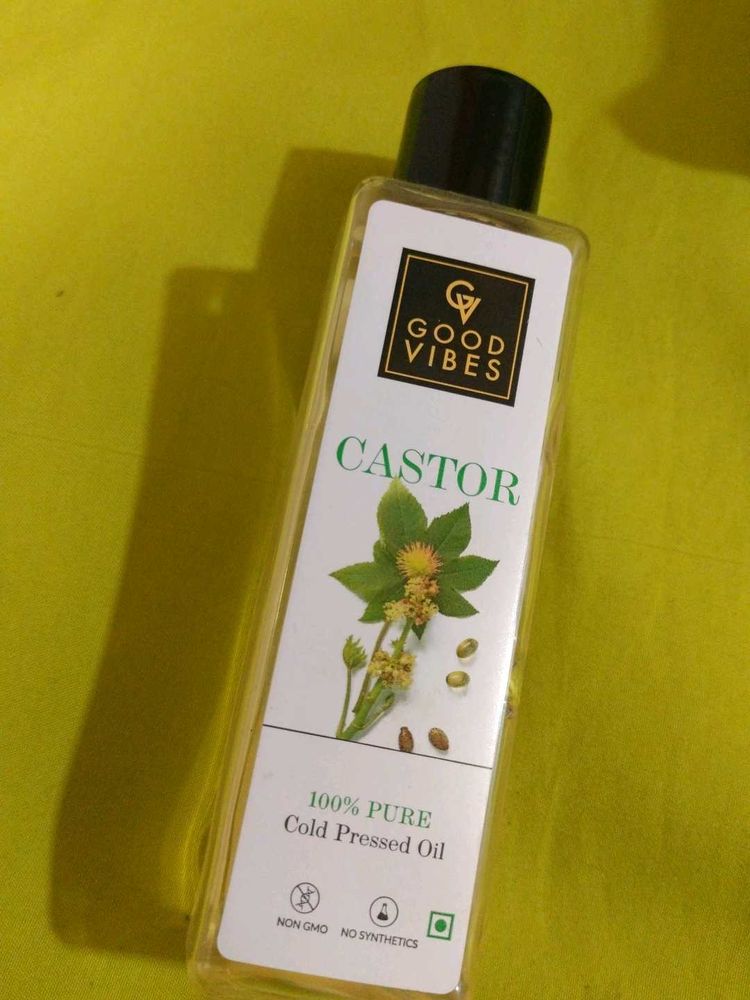 GV
GOOD
VIBES
CASTOR
100% PURE
Cold Pressed Oil
NON GMO
NO SYNTHETICS